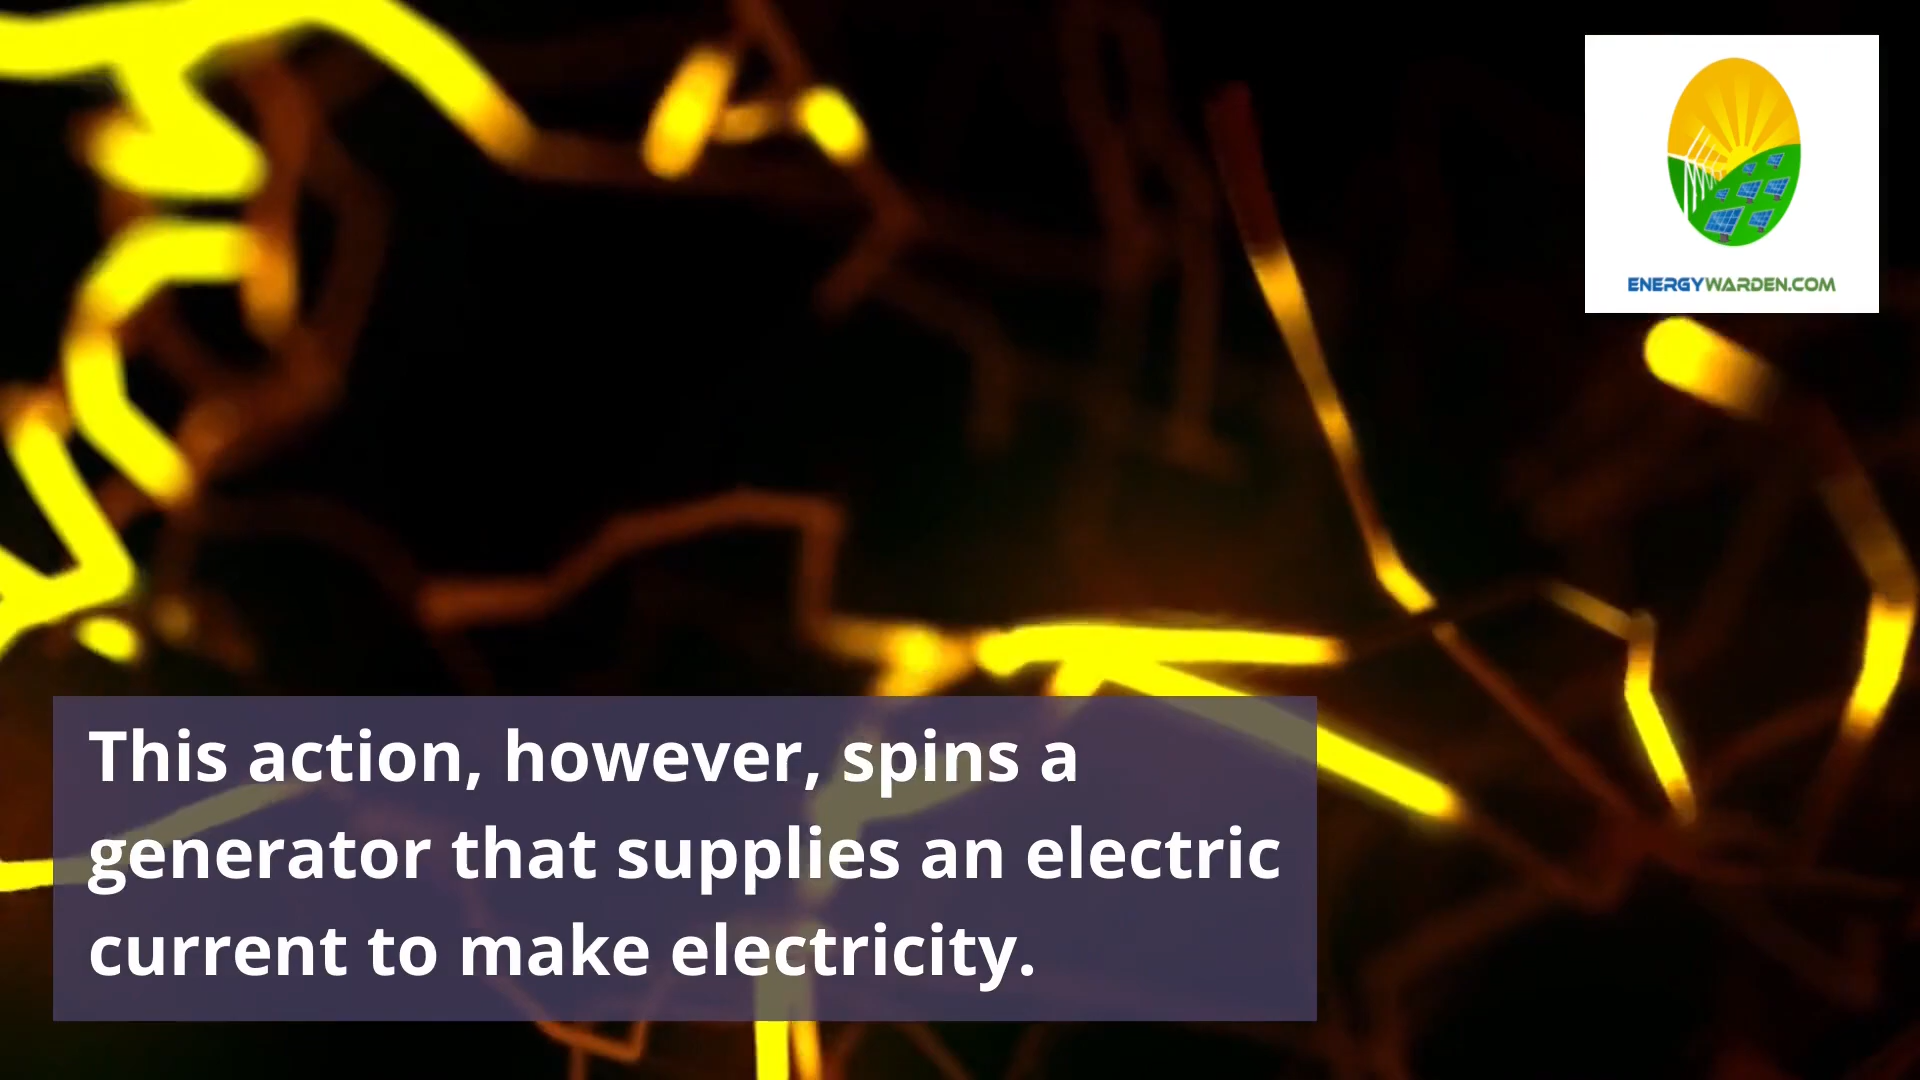 ENERGYWARDEN.COM
This action, however, spins a
generator that supplies an electric
current to make electricity.